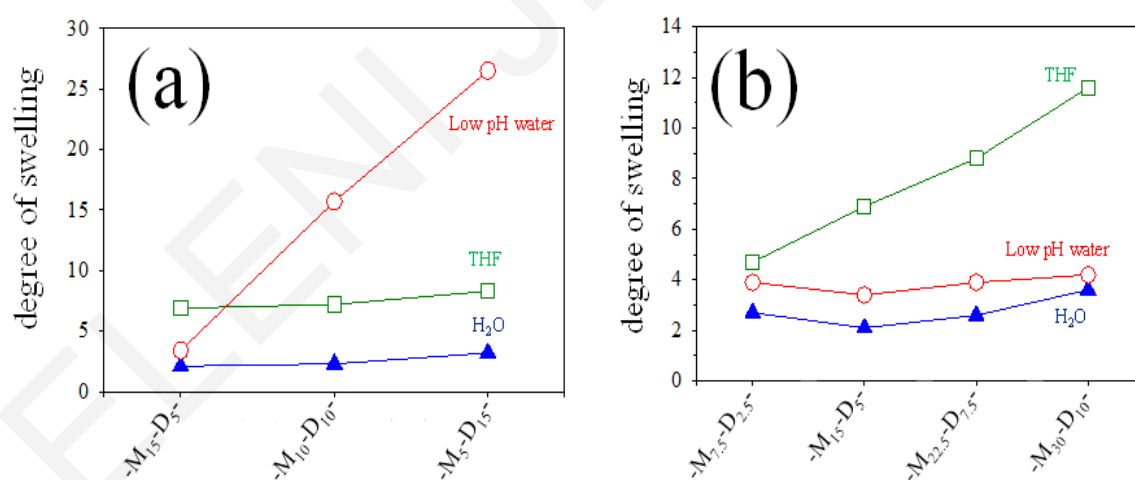 (a)
degree of swelling
30
25
20
15
10
5
0
Low pH water
THF
H₂O
-M₁₅-D₅-
-M₁₀-D₁₀-
-M₅-D₁₅-
(b)
degree of swelling
14
12
10
8
6
4
2
0
THF
Low pH water
H₂O
-M₇.₅-D₂.₅-
-M₁₅-D₅-
-M₂₂.₅-D₇.₅-
-M₃₀-D₁₀-
ELENI